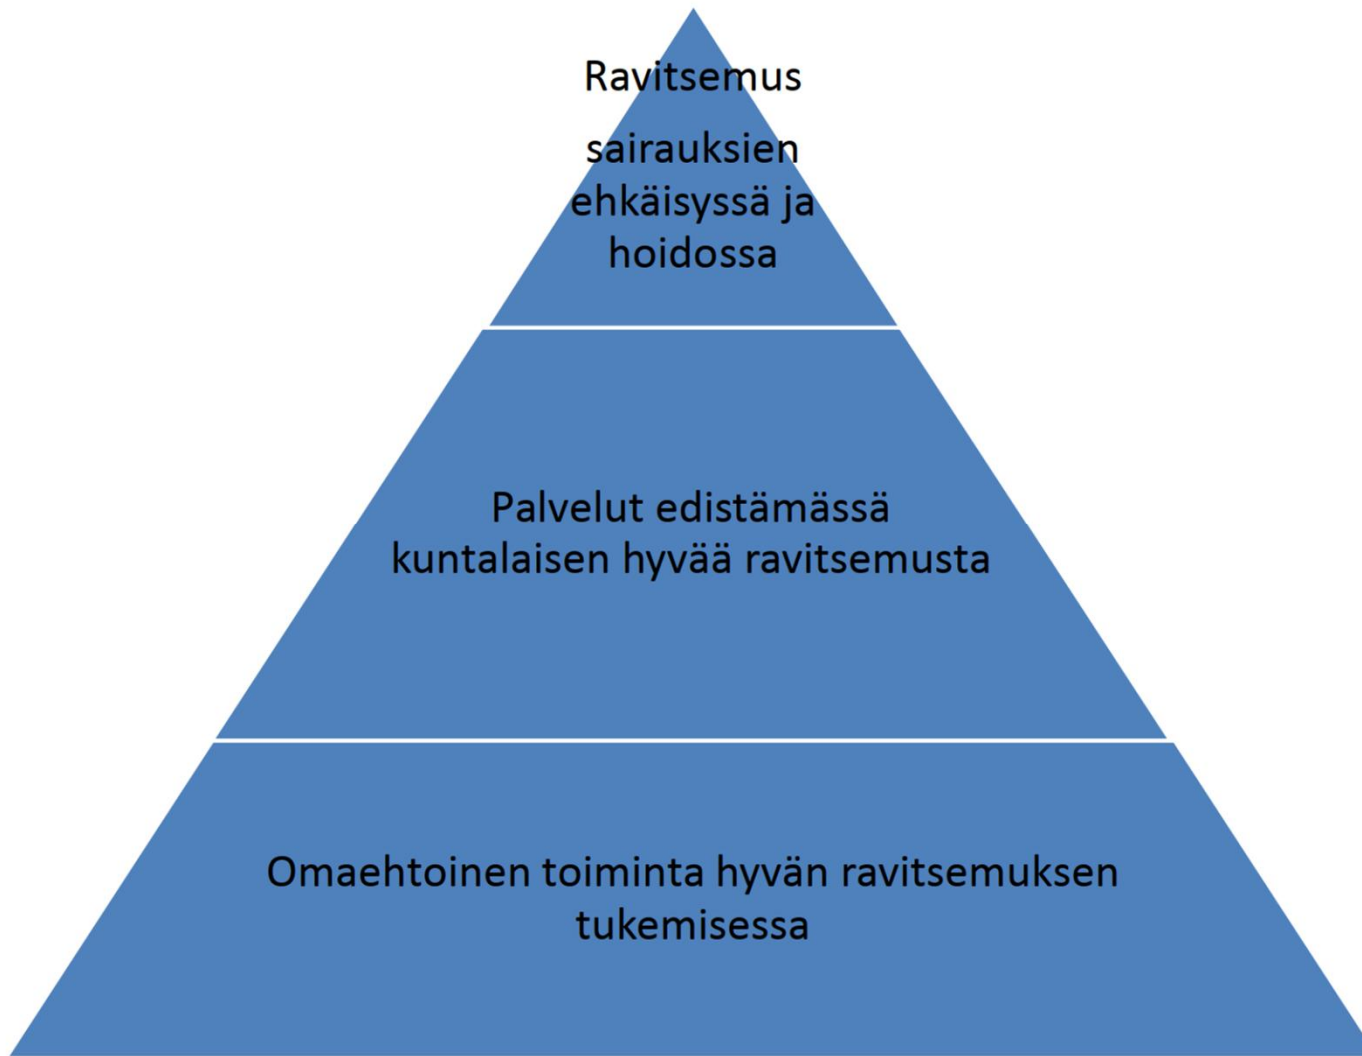 Ravitsemus
sairauksien
ehkäisyssä ja
hoidossa
Palvelut edistämässä
kuntalaisen hyvää ravitsemusta
Omaehtoinen toiminta hyvän ravitsemuksen
tukemisessa